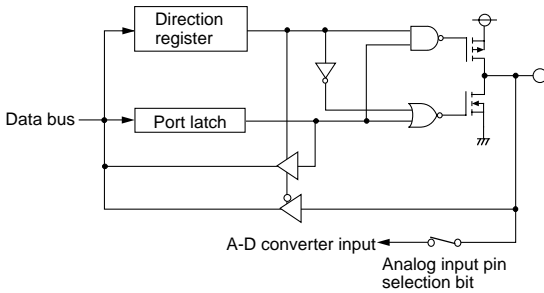 Direction
register
Data bus
Port latch
A-D converter input
Analog input pin
selection bit